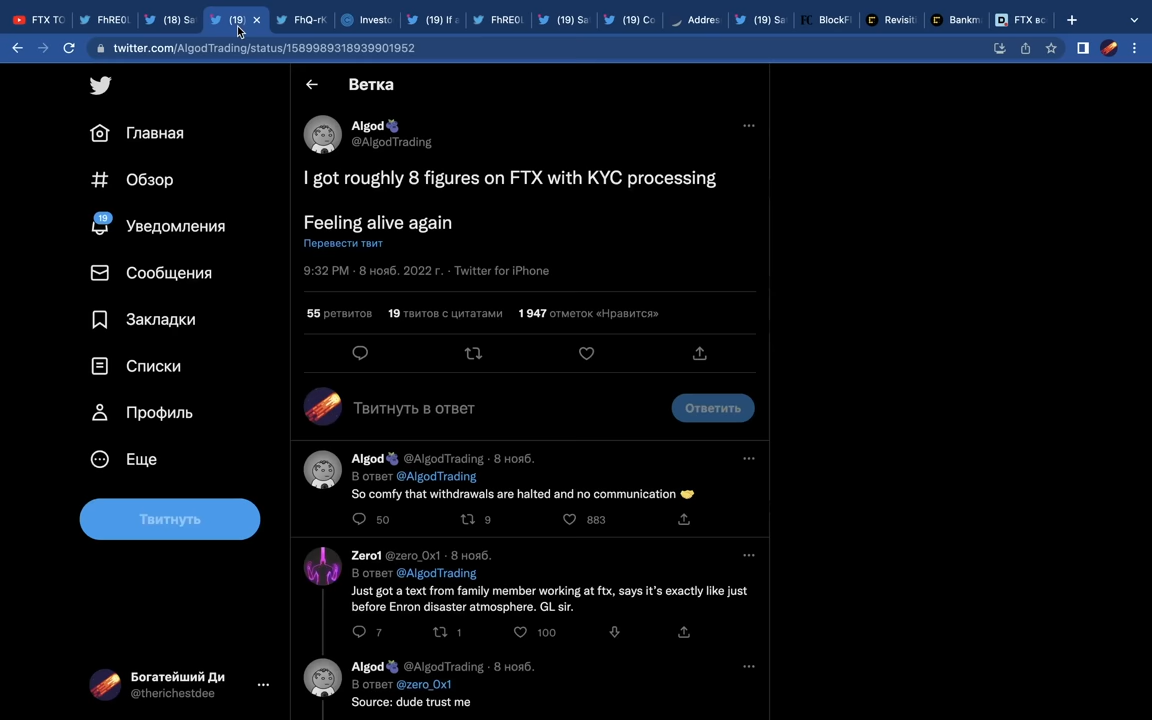 FTX TO
FhRE0L
(18) Sa
(19)
FhQ-rK
Investo
(19) If a
FhRE0L
(19) Sa
(19) Co
Addres
(19) Sa
BlockFi
Revisiti
Bankm
FTX вс
twitter.com/AlgodTrading/status/1589989318939901952
Главная
Обзор
19
Уведомления
Сообщения
Закладки
Списки
Профиль
Еще
Твитнуть
Богатейший Ди
@therichestdee
Ветка
Algod
@AlgodTrading
I got roughly 8 figures on FTX with KYC processing
Feeling alive again
Перевести твит
9:32 PM · 8 нояб. 2022 г. · Twitter for iPhone
55 ретвитов 19 твитов с цитатами 1 947 отметок «Нравится»
Твитнуть в ответ
Ответить
Algod @AlgodTrading · 8 нояб.
В ответ @AlgodTrading
So comfy that withdrawals are halted and no communication
50 9 883
Zero1 @zero_0x1 · 8 нояб.
В ответ @AlgodTrading
Just got a text from family member working at ftx, says it's exactly like just
before Enron disaster atmosphere. GL sir.
7 1 100
Algod @AlgodTrading · 8 нояб.
В ответ @zero_0x1
Source: dude trust me